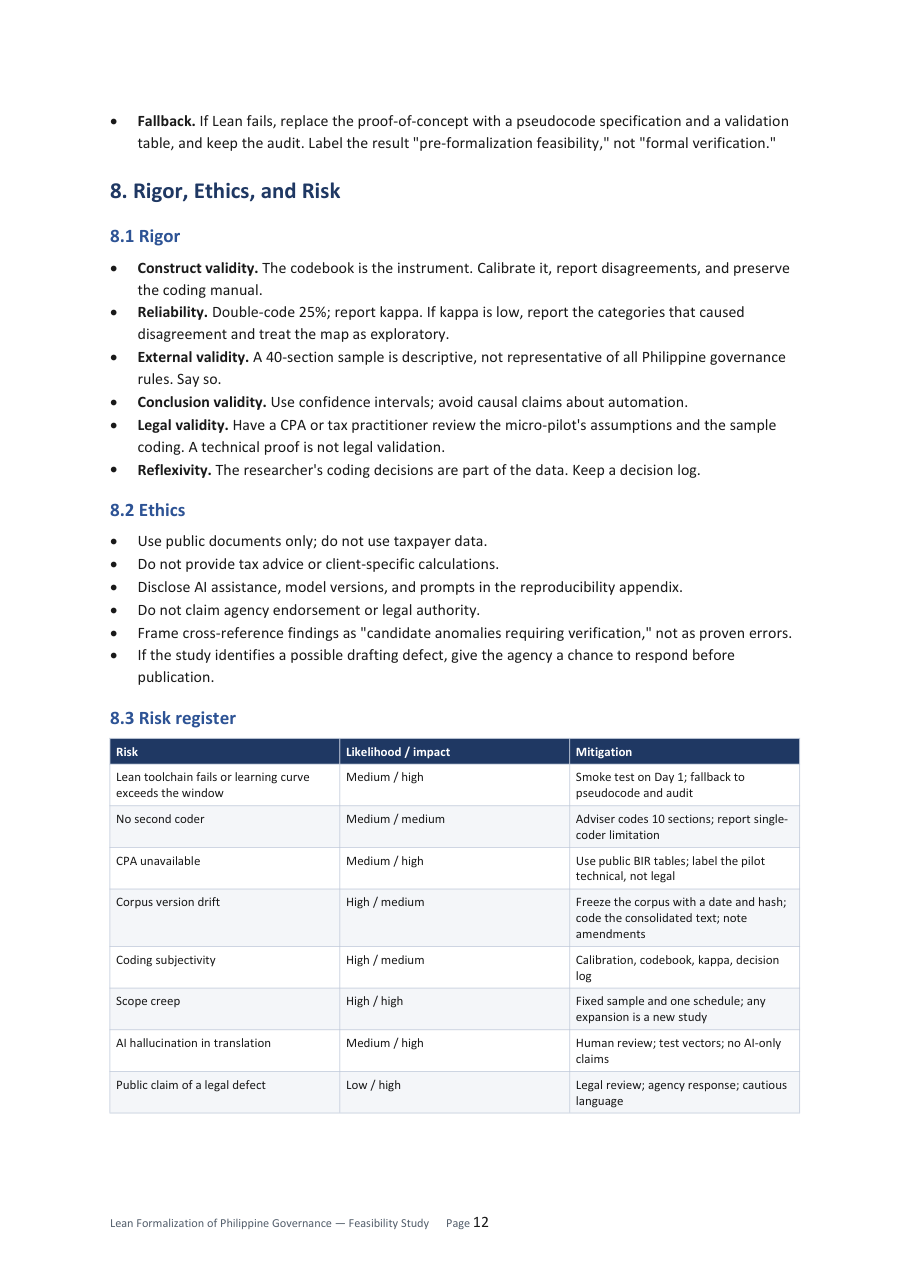 • Fallback. If Lean fails, replace the proof-of-concept with a pseudocode specification and a validation
table, and keep the audit. Label the result "pre-formalization feasibility," not "formal verification."
8. Rigor, Ethics, and Risk
8.1 Rigor
• Construct validity. The codebook is the instrument. Calibrate it, report disagreements, and preserve
the coding manual.
• Reliability. Double-code 25%; report kappa. If kappa is low, report the categories that caused
disagreement and treat the map as exploratory.
• External validity. A 40-section sample is descriptive, not representative of all Philippine governance
rules. Say so.
• Conclusion validity. Use confidence intervals; avoid causal claims about automation.
• Legal validity. Have a CPA or tax practitioner review the micro-pilot's assumptions and the sample
coding. A technical proof is not legal validation.
• Reflexivity. The researcher's coding decisions are part of the data. Keep a decision log.
8.2 Ethics
• Use public documents only; do not use taxpayer data.
• Do not provide tax advice or client-specific calculations.
• Disclose AI assistance, model versions, and prompts in the reproducibility appendix.
• Do not claim agency endorsement or legal authority.
• Frame cross-reference findings as "candidate anomalies requiring verification," not as proven errors.
• If the study identifies a possible drafting defect, give the agency a chance to respond before
publication.
8.3 Risk register
Risk Likelihood / impact Mitigation
Lean toolchain fails or learning curve Medium / high Smoke test on Day 1; fallback to
exceeds the window pseudocode and audit
No second coder Medium / medium Adviser codes 10 sections; report single-
coder limitation
CPA unavailable Medium / high Use public BIR tables; label the pilot
technical, not legal
Corpus version drift High / medium Freeze the corpus with a date and hash;
code the consolidated text; note
amendments
Coding subjectivity High / medium Calibration, codebook, kappa, decision
log
Scope creep High / high Fixed sample and one schedule; any
expansion is a new study
AI hallucination in translation Medium / high Human review; test vectors; no AI-only
claims
Public claim of a legal defect Low / high Legal review; agency response; cautious
language
Lean Formalization of Philippine Governance — Feasibility Study Page 12